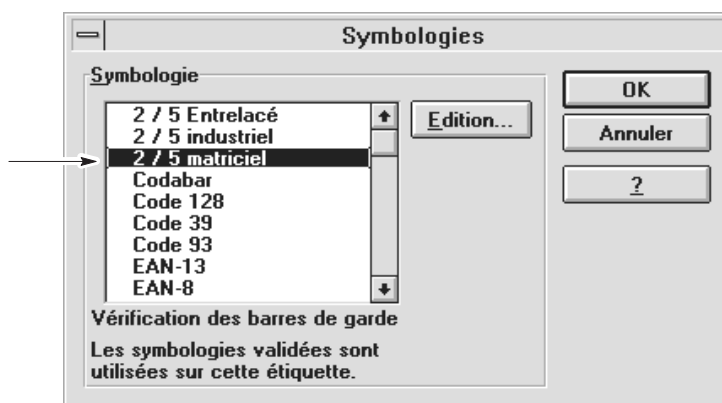 Symbologies
Symbologie
2 / 5 Entrelacé
2 / 5 industriel
2 / 5 matriciel
Codabar
Code 128
Code 39
Code 93
EAN-13
EAN-8
Edition...
OK
Annuler
?
Vérification des barres de garde
Les symbologies validées sont
utilisées sur cette étiquette.